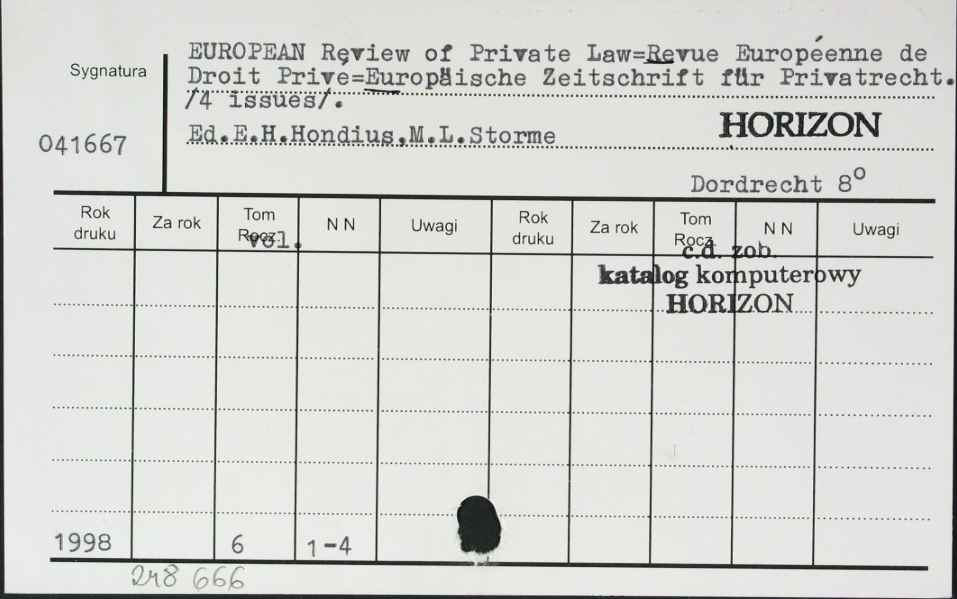 EUROPEAN Review of Private Law=Revue Européenne de
Sygnatura
Droit Prive=Europäische Zeitschrift für Privatrecht.
/4 issues/.
041667
Ed.E.H.Hondius,M.L.Storme
HORIZON
Dordrecht 8°
Rok druku Za rok Tom Rocz. N N Uwagi Rok druku Za rok Tom Rocz. N N Uwagi
vol.
c.d. zob.
katalog komputerowy
HORIZON
1998 6 1-4
248 666